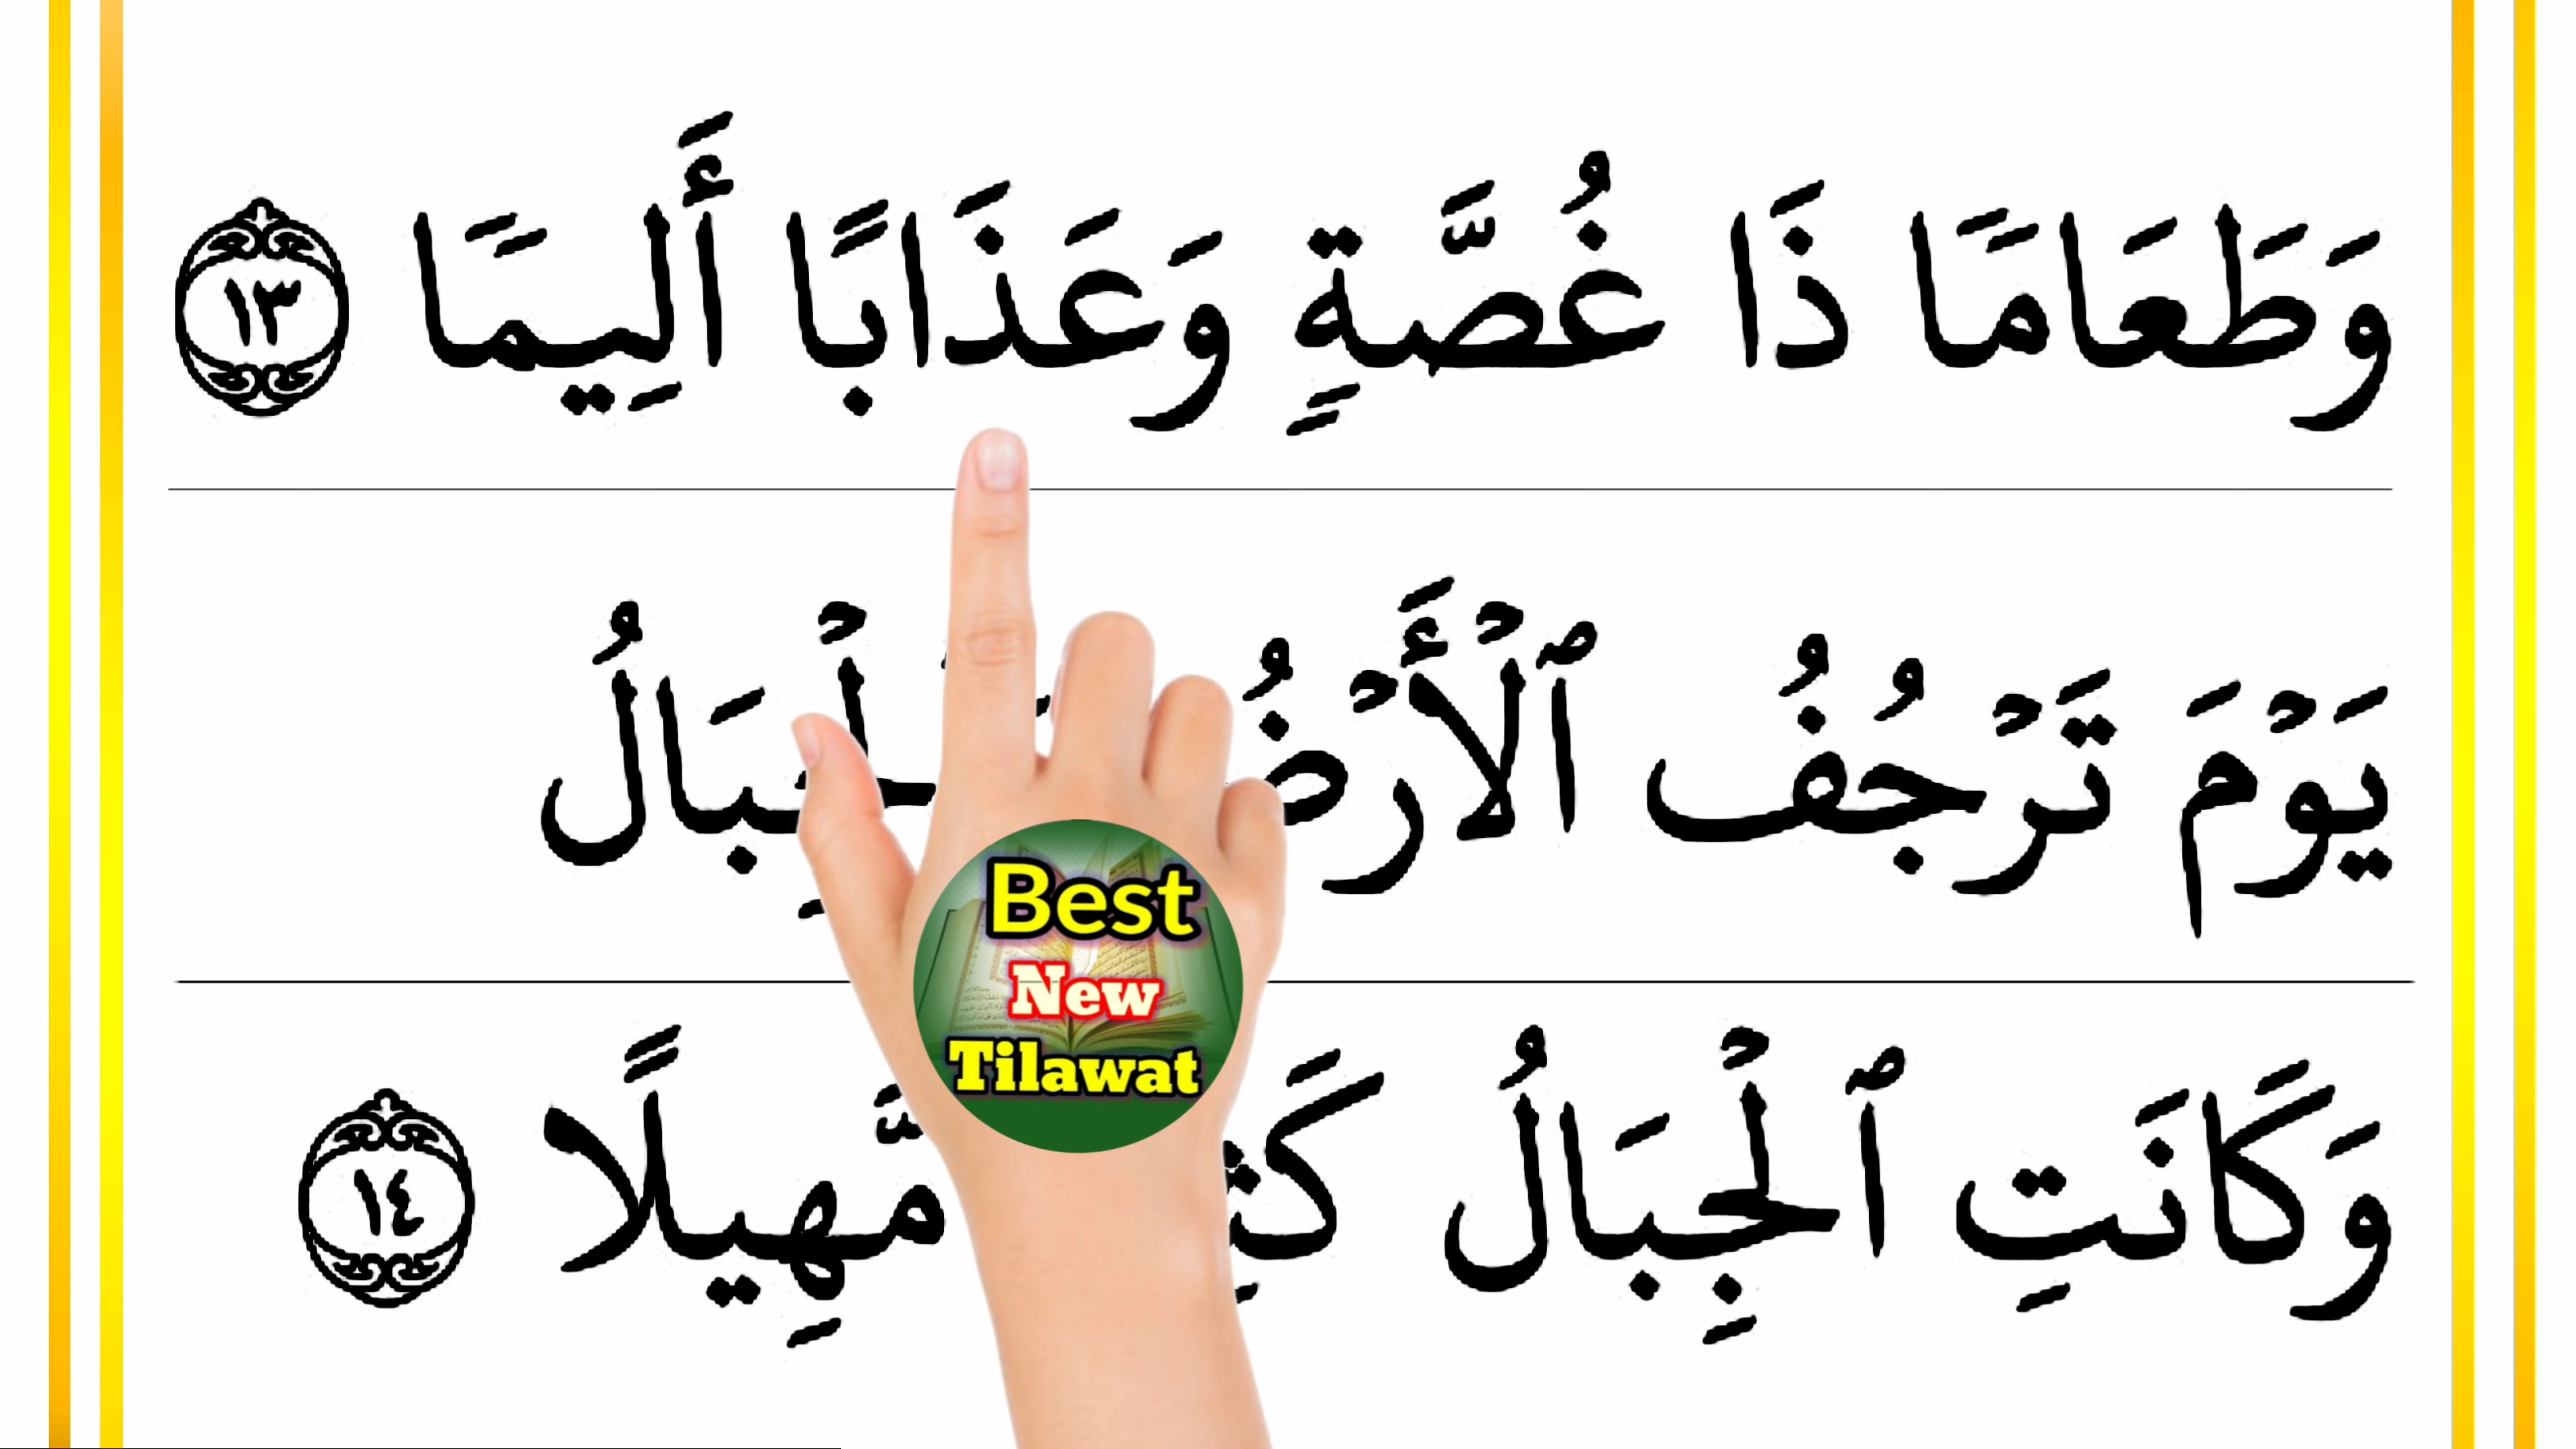 وَطَعَامًا ذَا غُصَّةٍ وَعَذَابًا أَلِيمًا ١٣
يَوْمَ تَرْجُفُ ٱلْأَرْضُ
وَكَانَتِ ٱلْجِبَالُ مَّهِيلًا ١٤
Best
New
Tilawat